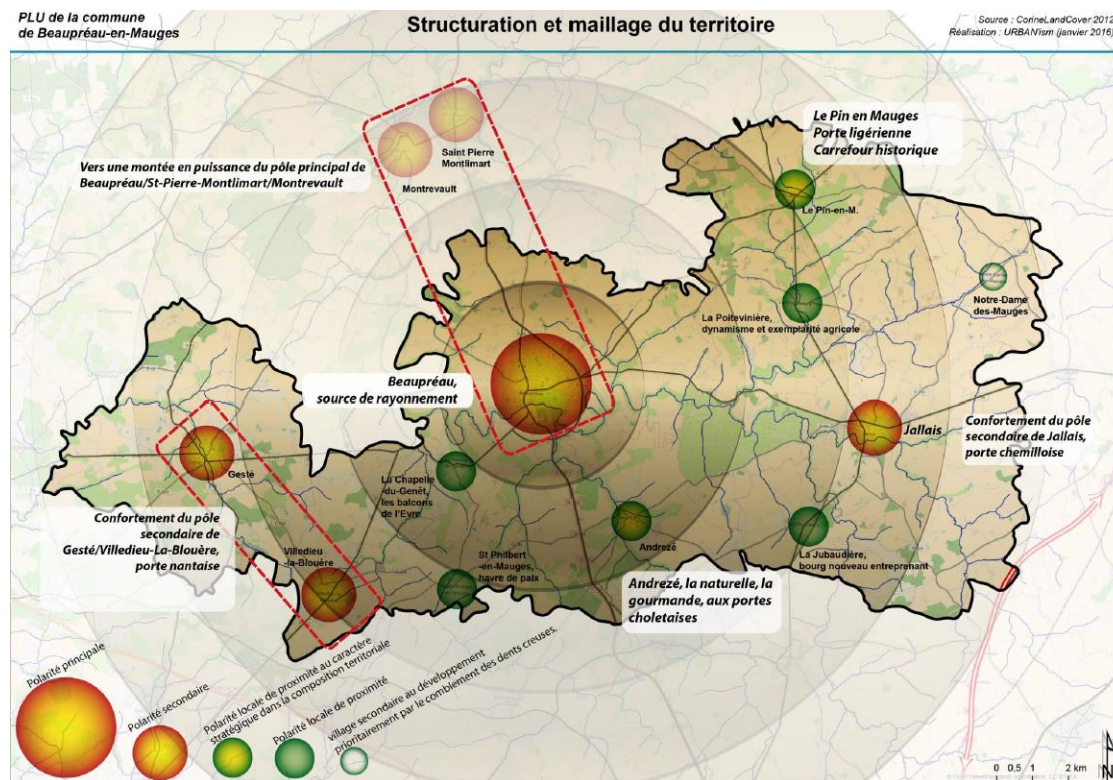 PLU de la commune
de Beaupréau-en-Mauges
Structuration et maillage du territoire
Source : CorineLandCover 2012
Réalisation : URBAN'ism (janvier 2016)
Le Pin en Mauges
Porte ligérienne
Carrefour historique
Saint Pierre
Montlimart
Vers une montée en puissance du pôle principal de
Beaupréau/St-Pierre-Montlimart/Montrevault
Montrevault
Le Pin-en-M.
Notre-Dame
des-Mauges
La Poitevinière,
dynamisme et exemplarité agricole
Beaupréau,
source de rayonnement
Jallais
Confortement du pôle
secondaire de Jallais,
porte chemilloise
Gesté
La Chapelle
-du-Genêt,
les balcons
de l'Evre
Confortement du pôle
secondaire de
Gesté/Villedieu-La-Blouère,
porte nantaise
Villedieu
-la-Blouère
St Philbert
-en-Mauges,
havre de paix
Andrezé
La Jubaudière,
bourg nouveau entreprenant
Andrezé, la naturelle, la
gourmande, aux portes
choletaises
Polarité principale
Polarité secondaire
Polarité locale de proximité au caractère
stratégique dans la composition territoriale
Polarité locale de proximité
village secondaire au développement
prioritairement par le comblement des dents creuses.
0 0,5 1 2 km
N